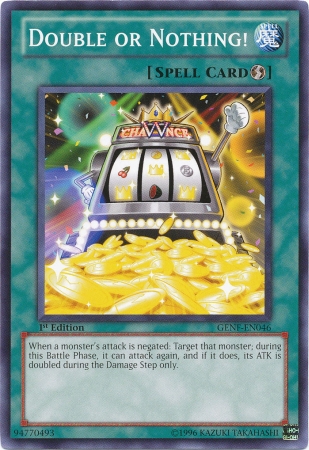 DOUBLE OR NOTHING!
魔
[SPELL CARD]
CHANCE
1st Edition
GENF-EN046
When a monster's attack is negated: Target that monster; during
this Battle Phase, it can attack again, and if it does, its ATK is
doubled during the Damage Step only.
94770493
©1996 KAZUKI TAKAHASHI